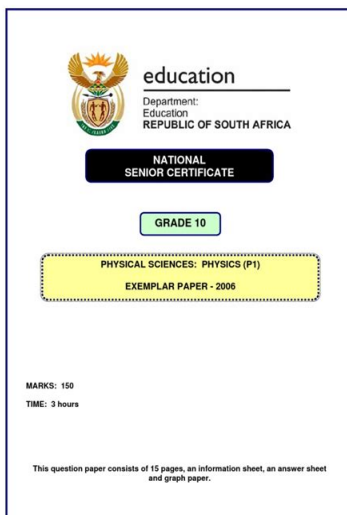 education
Department:
Education
REPUBLIC OF SOUTH AFRICA
NATIONAL
SENIOR CERTIFICATE
GRADE 10
PHYSICAL SCIENCES: PHYSICS (P1)
EXEMPLAR PAPER - 2006
MARKS: 150
TIME: 3 hours
This question paper consists of 15 pages, an information sheet, an answer sheet
and graph paper.